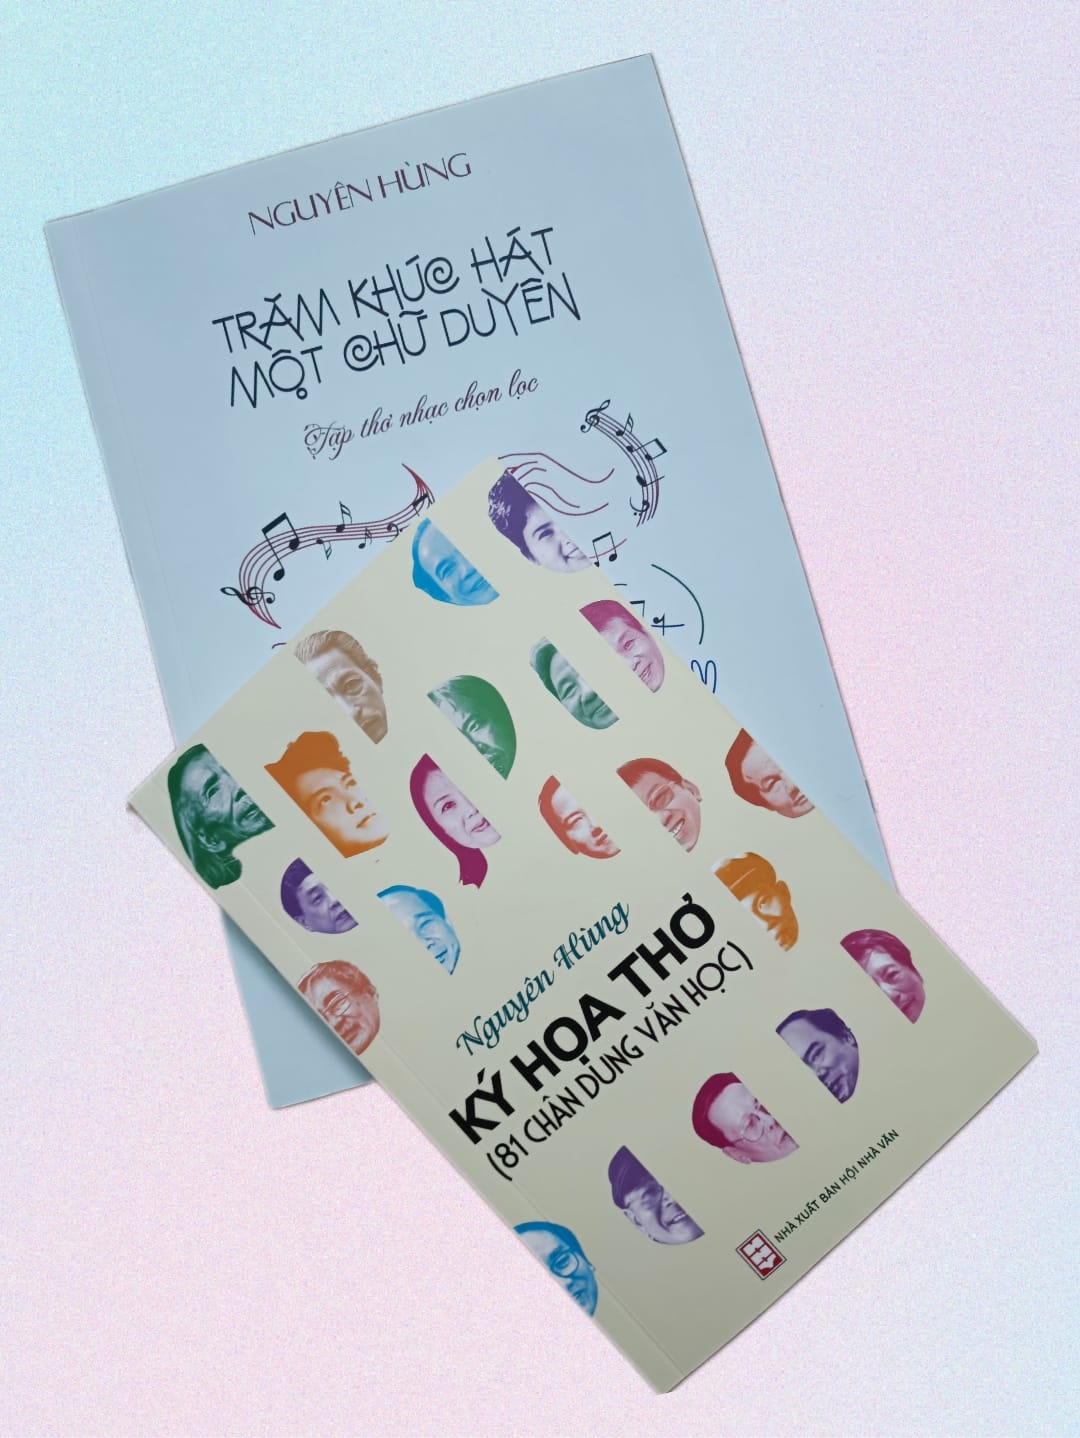 NGUYÊN HÙNG
TRĂM KHÚC HÁT
MỘT CHỮ DUYÊN
Tập thơ nhạc chọn lọc
Nguyên Hùng
KÝ HỌA THƠ
(81 CHÂN DUNG VĂN HỌC)
NHÀ XUẤT BẢN HỘI NHÀ VĂN